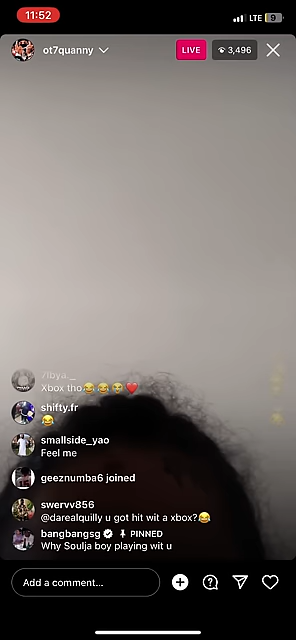 11:52
LTE 9
ot7quanny
LIVE
3,496
7ibya._
Xbox tho😂😂😭❤️
shifty.fr
😂
smallside_yao
Feel me
geeznumba6 joined
swervv856
@darealquilly u got hit wit a xbox?😂
bangbangsg PINNED
Why Soulja boy playing wit u
Add a comment...